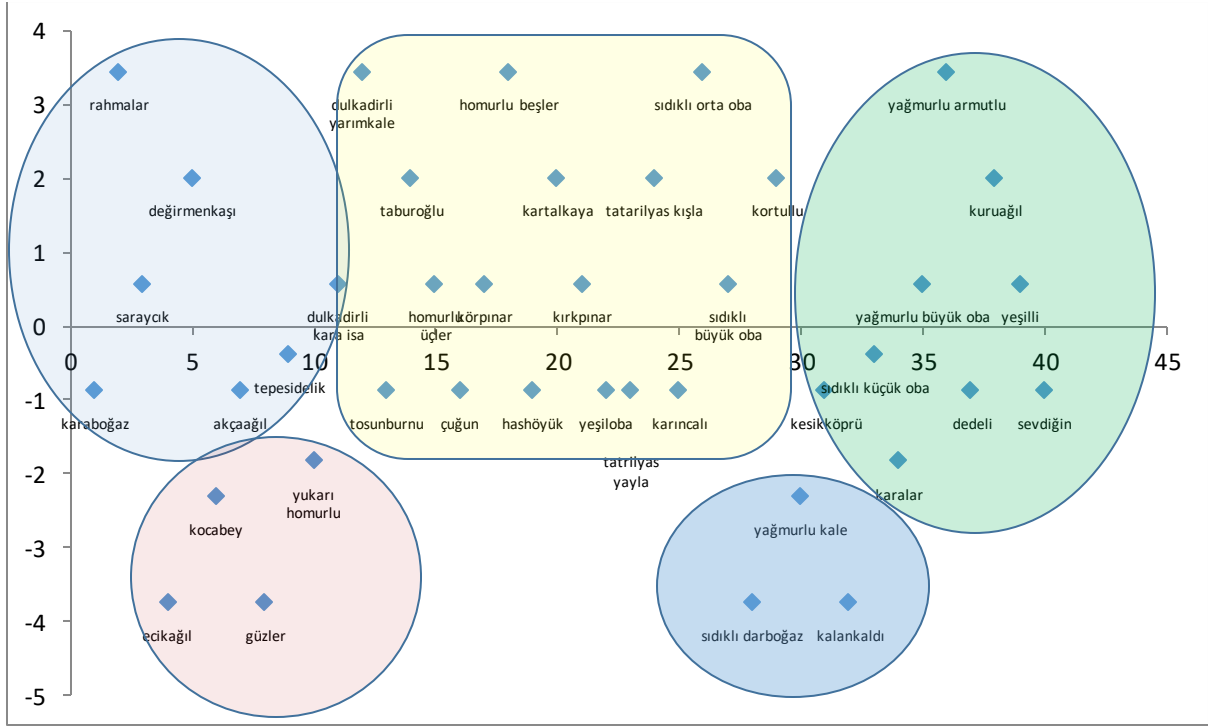 4
rahmalar
dulkadirli
yarımkale
homurlu beşler
sıdıklı orta oba
yağmurlu armutlu
3
2
değirmenkaşı
taburoğlu
kartalkaya
tatarilyas kışla
kortullu
kuruağıl
1
saraycık
dulkadirli
kara isa
homurlu
üçler
körpınar
kırkpınar
sıdıklı
büyük oba
yağmurlu büyük oba
yeşilli
0
0
5
10
15
20
25
30
35
40
45
tepesidelik
sıdıklı küçük oba
-1
karaboğaz
akçaağıl
tosunburnu
çuğun
hashöyük
yeşiloba
karıncalı
kesikköprü
dedeli
sevdiğin
tatrilyas
yayla
-2
yukarı
homurlu
karalar
kocabey
yağmurlu kale
-3
-4
ecikağıl
güzler
sıdıklı darboğaz
kalankaldı
-5